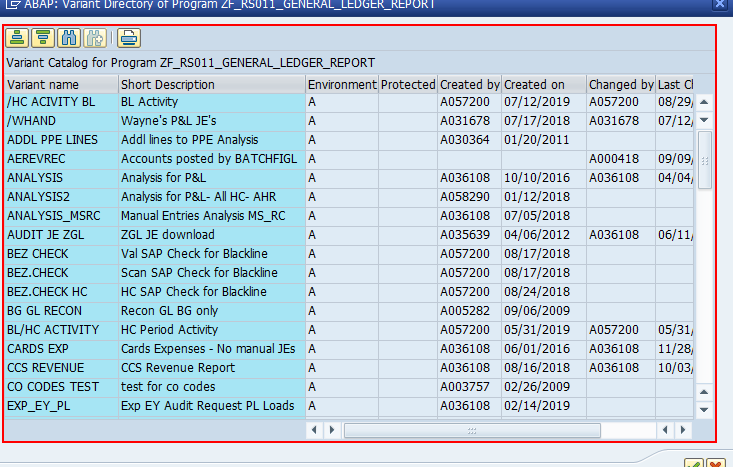 ABAP: Variant Directory of Program ZF_RS011_GENERAL_LEDGER_REPORT
Variant Catalog for Program ZF_RS011_GENERAL_LEDGER_REPORT
Variant name Short Description Environment Protected Created by Created on Changed by Last Cl
/HC ACIVITY BL BL Activity A A057200 07/12/2019 A057200 08/29/
/WHAND Wayne's P&L JE's A A031678 07/17/2018 A031678 07/12/
ADDL PPE LINES Addl lines to PPE Analysis A A030364 01/20/2011
AEREVREC Accounts posted by BATCHFIGL A A000418 09/09/
ANALYSIS Analysis for P&L A A036108 10/10/2016 A036108 04/04/
ANALYSIS2 Analysis for P&L- All HC- AHR A A058290 01/12/2018
ANALYSIS_MSRC Manual Entries Analysis MS_RC A A036108 07/05/2018
AUDIT JE ZGL ZGL JE download A A035639 04/06/2012 A036108 06/11/
BEZ CHECK Val SAP Check for Blackline A A057200 08/17/2018
BEZ.CHECK Scan SAP Check for Blackline A A057200 08/17/2018
BEZ.CHECK HC HC SAP Check for Blackline A A057200 08/24/2018
BG GL RECON Recon GL BG only A A005282 09/06/2009
BL/HC ACTIVITY HC Period Activity A A057200 05/31/2019 A057200 05/31/
CARDS EXP Cards Expenses - No manual JEs A A036108 06/01/2016 A036108 11/28/
CCS REVENUE CCS Revenue Report A A036108 08/16/2018 A036108 10/03/
CO CODES TEST test for co codes A A003757 02/26/2009
EXP_EY_PL Exp EY Audit Request PL Loads A A036108 02/14/2019